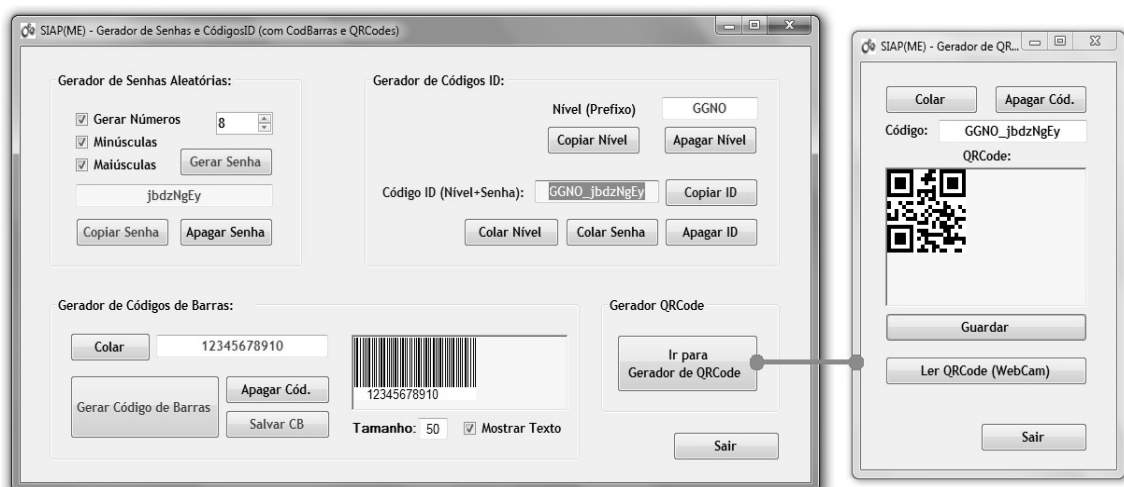 SIAP(ME) - Gerador de Senhas e CódigosID (com CodBarras e QRCodes)
Gerador de Senhas Aleatórias:
Gerar Números
8
Minúsculas
Maiúsculas
Gerar Senha
jbdzNgEy
Copiar Senha
Apagar Senha
Gerador de Códigos ID:
Nível (Prefixo)
GGNO
Copiar Nível
Apagar Nível
Código ID (Nível+Senha):
GGNO_jbdzNgEy
Copiar ID
Colar Nível
Colar Senha
Apagar ID
Gerador de Códigos de Barras:
Colar
12345678910
Gerar Código de Barras
Apagar Cód.
Salvar CB
12345678910
Tamanho: 50
Mostrar Texto
Gerador QRCode
Ir para
Gerador de QRCode
Sair
SIAP(ME) - Gerador de QR...
Colar
Apagar Cód.
Código: GGNO_jbdzNgEy
QRCode:
Guardar
Ler QRCode (WebCam)
Sair